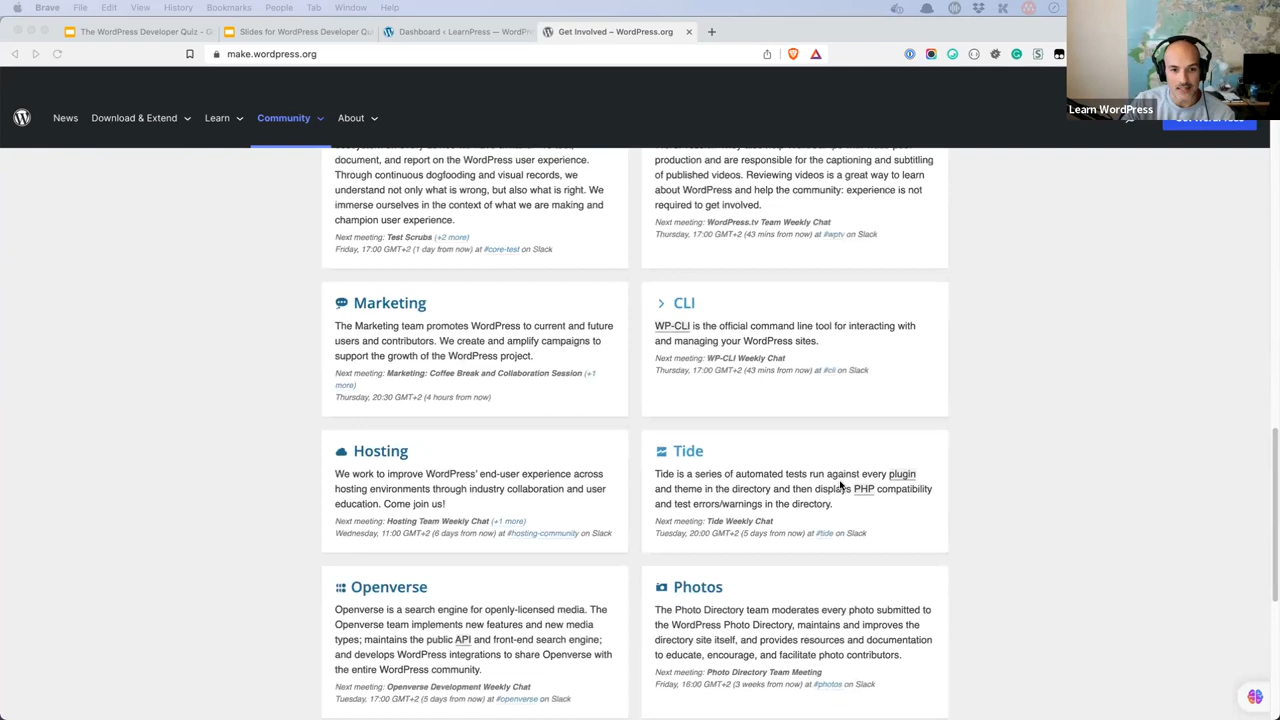 Brave File Edit View History Bookmarks People Tab Window Help
The WordPress Developer Quiz - G
Slides for WordPress Developer Qu
Dashboard ‹ LearnPress — WordPr
Get Involved – WordPress.org
make.wordpress.org
Learn WordPress
News Download & Extend Learn Community About
document, and report on the WordPress user experience.
Through continuous dogfooding and visual records, we
understand not only what is wrong, but also what is right. We
immerse ourselves in the context of what we are making and
champion user experience.
Next meeting: Test Scrubs (+2 more)
Friday, 17:00 GMT+2 (1 day from now) at #core-test on Slack
production and are responsible for the captioning and subtitling
of published videos. Reviewing videos is a great way to learn
about WordPress and help the community: experience is not
required to get involved.
Next meeting: WordPress.tv Team Weekly Chat
Thursday, 17:00 GMT+2 (43 mins from now) at #wptv on Slack
Marketing
The Marketing team promotes WordPress to current and future
users and contributors. We create and amplify campaigns to
support the growth of the WordPress project.
Next meeting: Marketing: Coffee Break and Collaboration Session (+1
more)
Thursday, 20:30 GMT+2 (4 hours from now)
CLI
WP-CLI is the official command line tool for interacting with
and managing your WordPress sites.
Next meeting: WP-CLI Weekly Chat
Thursday, 17:00 GMT+2 (43 mins from now) at #cli on Slack
Hosting
We work to improve WordPress' end-user experience across
hosting environments through industry collaboration and user
education. Come join us!
Next meeting: Hosting Team Weekly Chat (+1 more)
Wednesday, 11:00 GMT+2 (6 days from now) at #hosting-community on Slack
Tide
Tide is a series of automated tests run against every plugin
and theme in the directory and then displays PHP compatibility
and test errors/warnings in the directory.
Next meeting: Tide Weekly Chat
Tuesday, 20:00 GMT+2 (5 days from now) at #tide on Slack
Openverse
Openverse is a search engine for openly-licensed media. The
Openverse team implements new features and new media
types; maintains the public API and front-end search engine;
and develops WordPress integrations to share Openverse with
the entire WordPress community.
Next meeting: Openverse Development Weekly Chat
Tuesday, 17:00 GMT+2 (5 days from now) at #openverse on Slack
Photos
The Photo Directory team moderates every photo submitted to
the WordPress Photo Directory, maintains and improves the
directory site itself, and provides resources and documentation
to educate, encourage, and facilitate photo contributors.
Next meeting: Photo Directory Team Meeting
Friday, 16:00 GMT+2 (3 weeks from now) at #photos on Slack